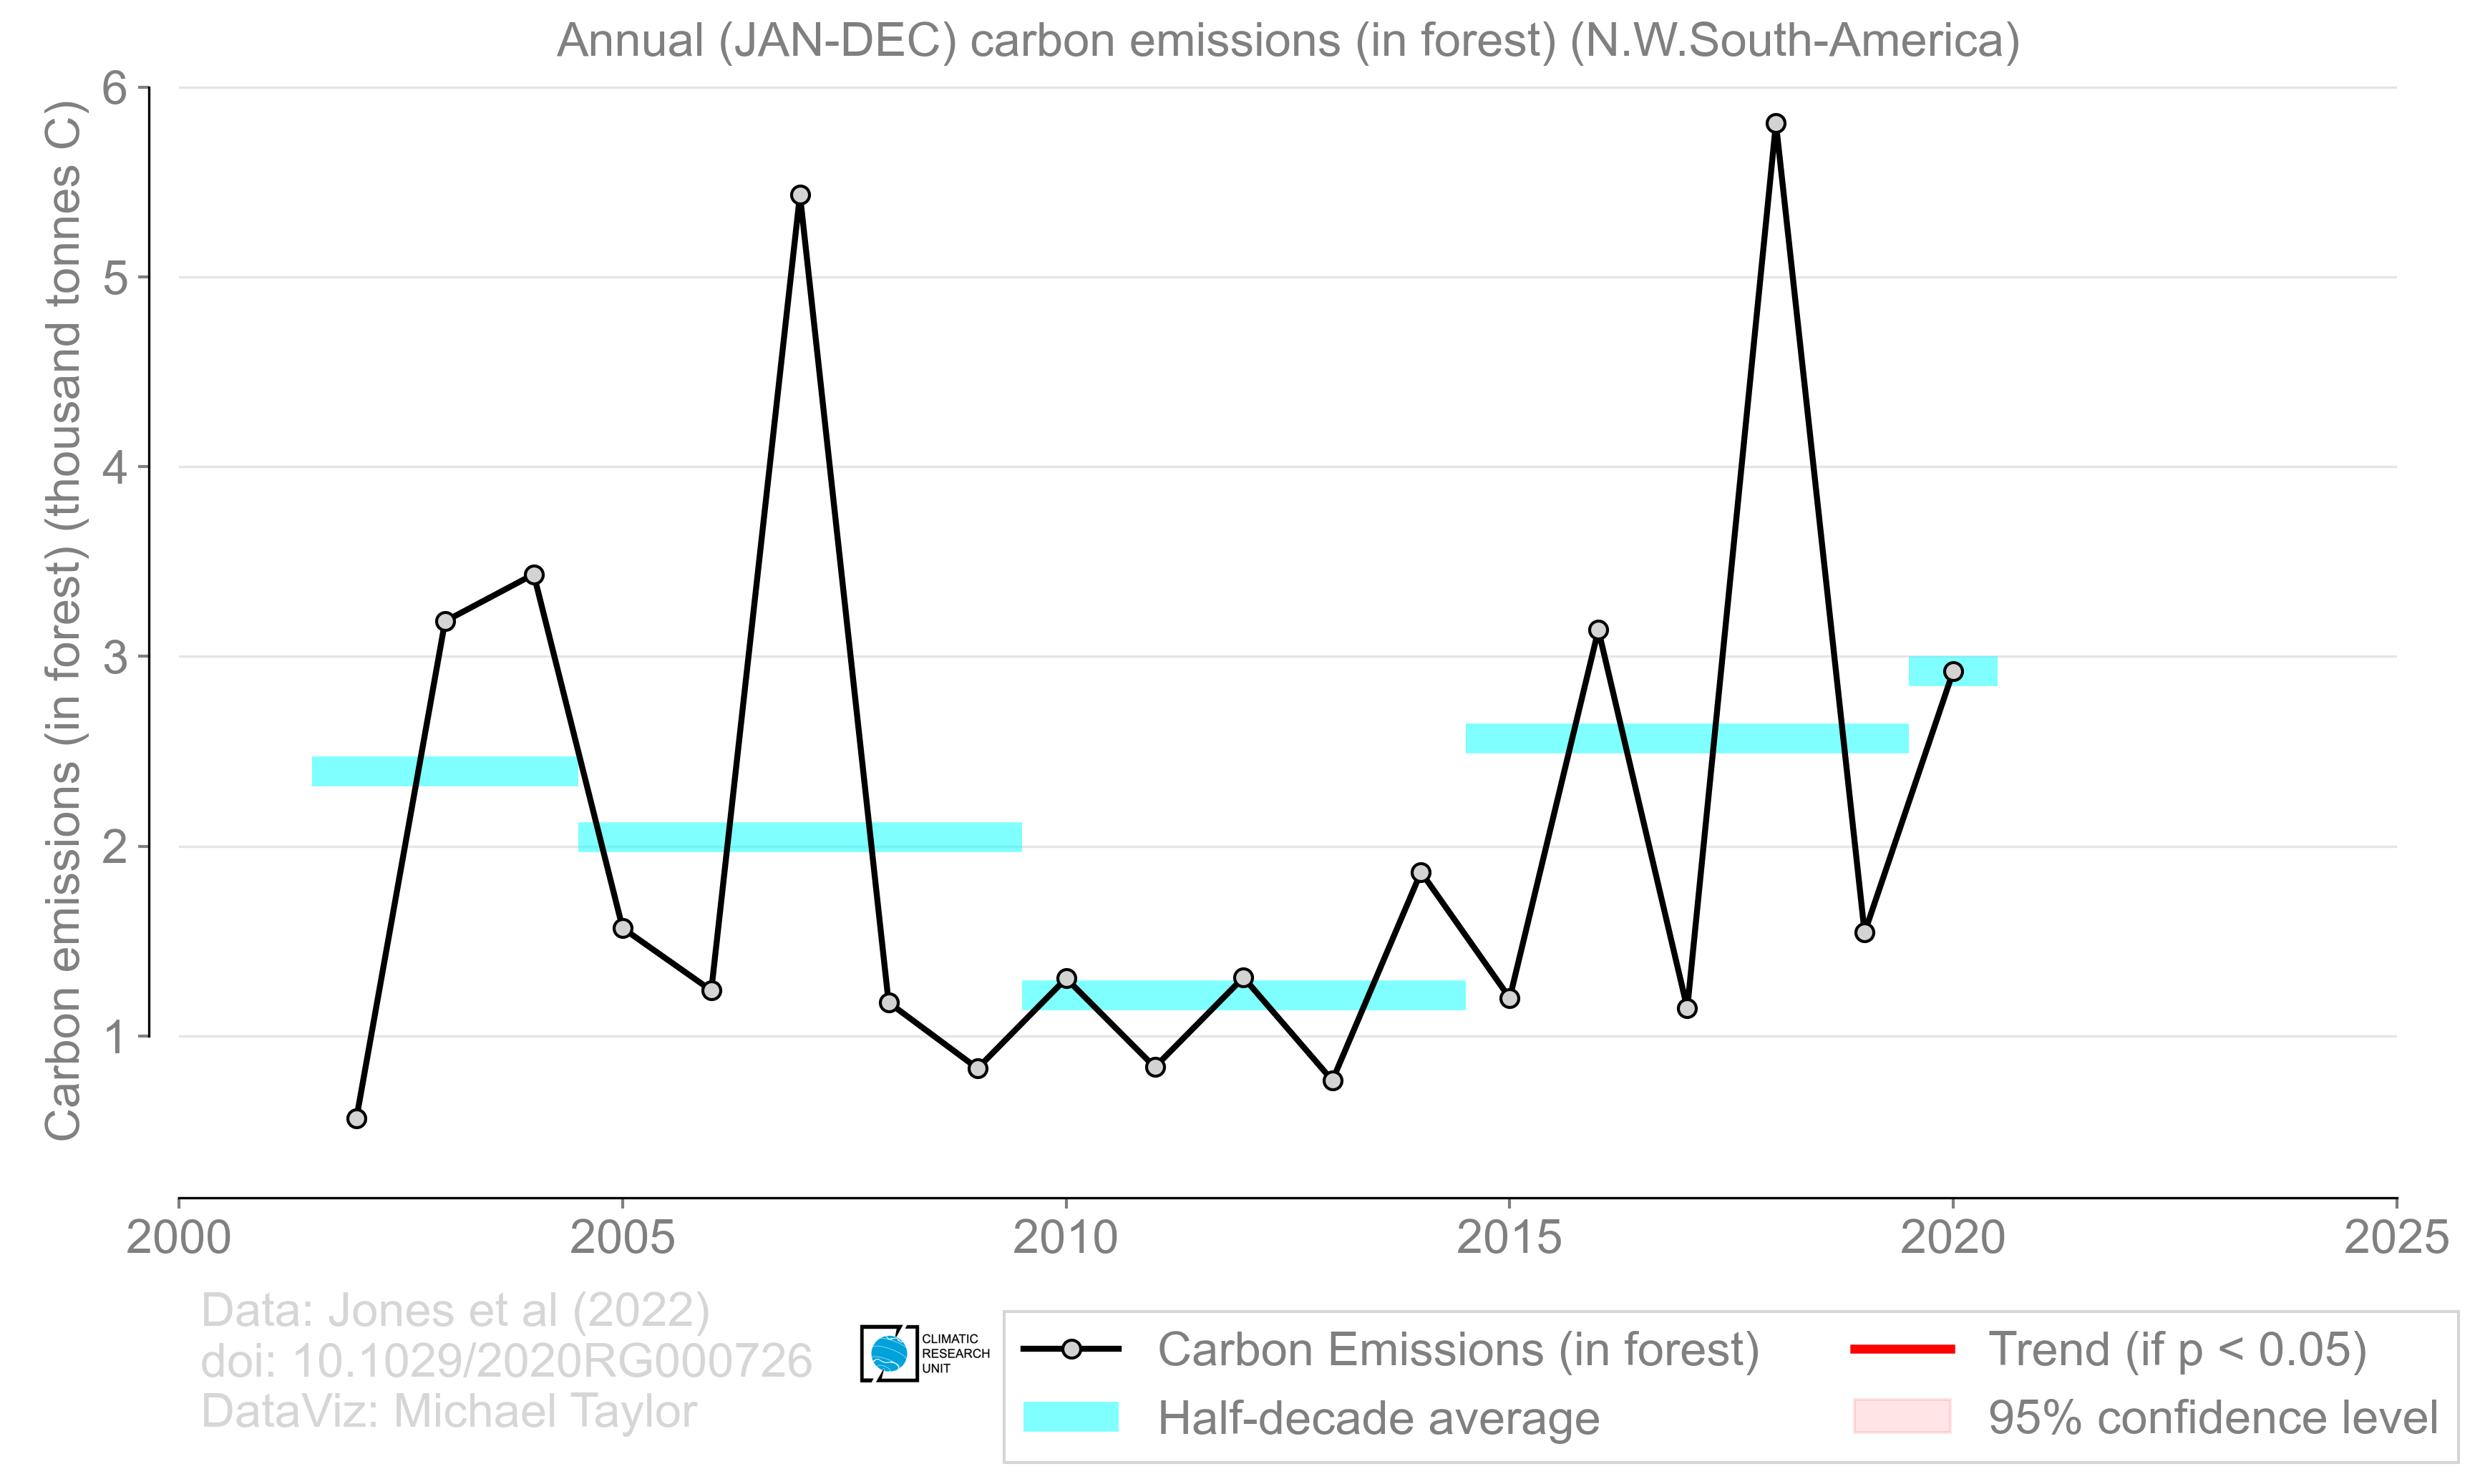 Annual (JAN-DEC) carbon emissions (in forest) (N.W.South-America)
Carbon emissions (in forest) (thousand tonnes C)
6
5
4
3
2
1
2000 2005 2010 2015 2020 2025
Data: Jones et al (2022)
doi: 10.1029/2020RG000726
DataViz: Michael Taylor
CLIMATIC
RESEARCH
UNIT
Carbon Emissions (in forest)
Half-decade average
Trend (if p < 0.05)
95% confidence level